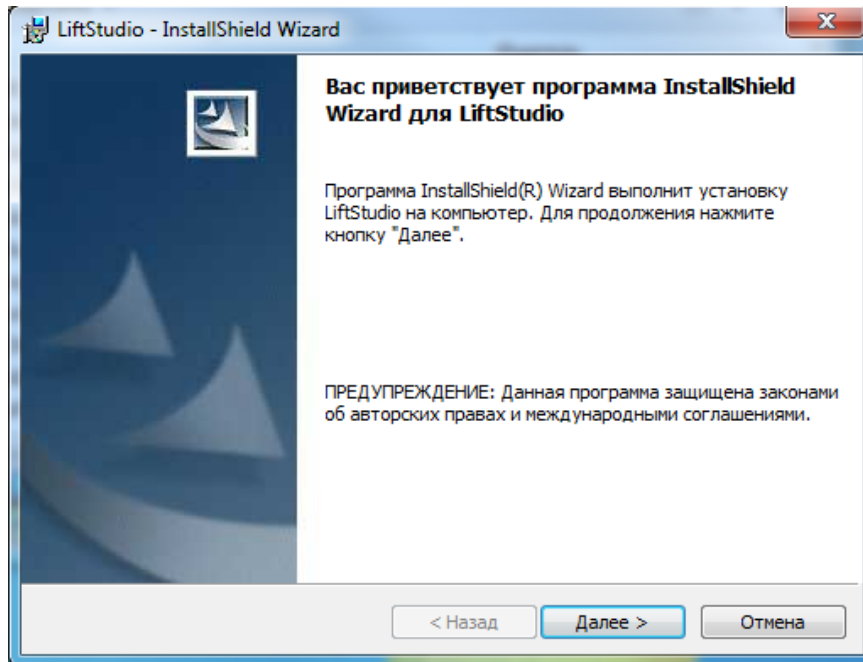 LiftStudio - InstallShield Wizard
Вас приветствует программа InstallShield
Wizard для LiftStudio
Программа InstallShield(R) Wizard выполнит установку
LiftStudio на компьютер. Для продолжения нажмите
кнопку "Далее".
ПРЕДУПРЕЖДЕНИЕ: Данная программа защищена законами
об авторских правах и международными соглашениями.
< Назад
Далее >
Отмена